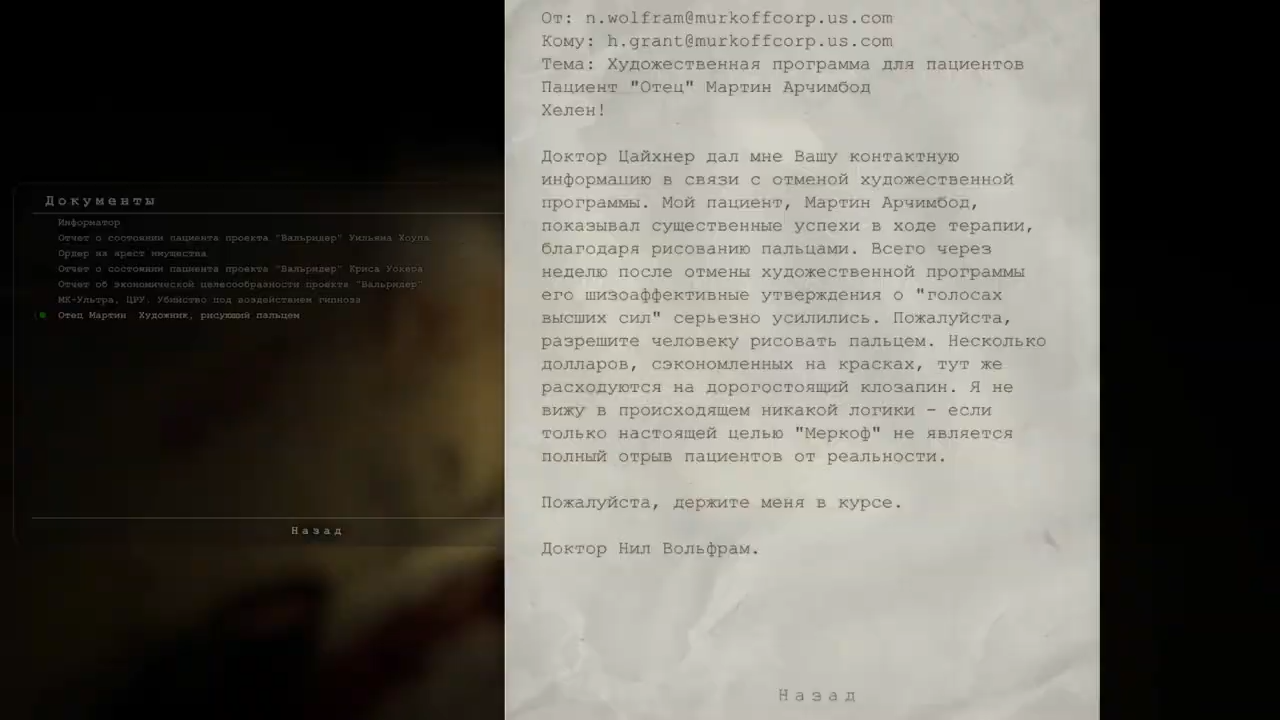 Документы
Информатор
Отчет о состоянии пациента проекта "Вальридер" Уильяма Хоупа
Ордер на арест имущества
Отчет о состоянии пациента проекта "Вальридер" Криса Уокера
Отчет об экономической целесообразности проекта "Вальридер"
МК-Ультра, ЦРУ. Убийство под воздействием гипноза
Отец Мартин Художник, рисующий пальцем
Назад
От: n.wolfram@murkoffcorp.us.com
Кому: h.grant@murkoffcorp.us.com
Тема: Художественная программа для пациентов
Пациент "Отец" Мартин Арчимбод
Хелен!
Доктор Цайхнер дал мне Вашу контактную
информацию в связи с отменой художественной
программы. Мой пациент, Мартин Арчимбод,
показывал существенные успехи в ходе терапии,
благодаря рисованию пальцами. Всего через
неделю после отмены художественной программы
его шизоаффективные утверждения о "голосах
высших сил" серьезно усилились. Пожалуйста,
разрешите человеку рисовать пальцем. Несколько
долларов, сэкономленных на красках, тут же
расходуются на дорогостоящий клозапин. Я не
вижу в происходящем никакой логики - если
только настоящей целью "Меркоф" не является
полный отрыв пациентов от реальности.
Пожалуйста, держите меня в курсе.
Доктор Нил Вольфрам.
Назад